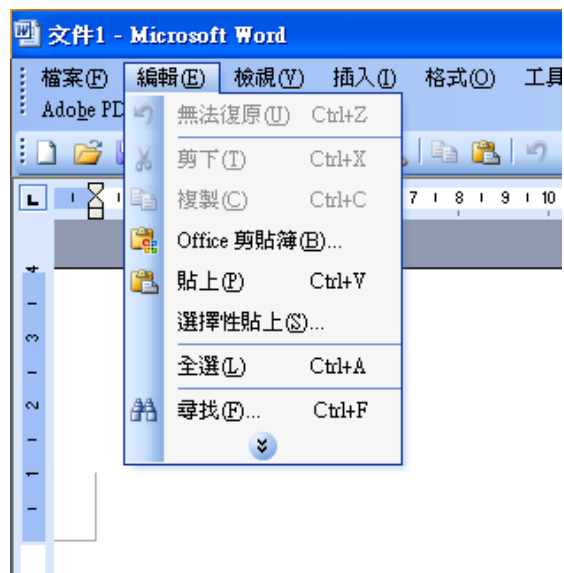 文件1 - Microsoft Word
檔案(F) 編輯(E) 檢視(V) 插入(I) 格式(O) 工具
Adobe PD
無法復原(U) Ctrl+Z
剪下(T) Ctrl+X
複製(C) Ctrl+C
7 8 9 10
Office 剪貼簿(B)...
貼上(P) Ctrl+V
選擇性貼上(S)...
全選(L) Ctrl+A
尋找(F)... Ctrl+F
4
3
2
1
1